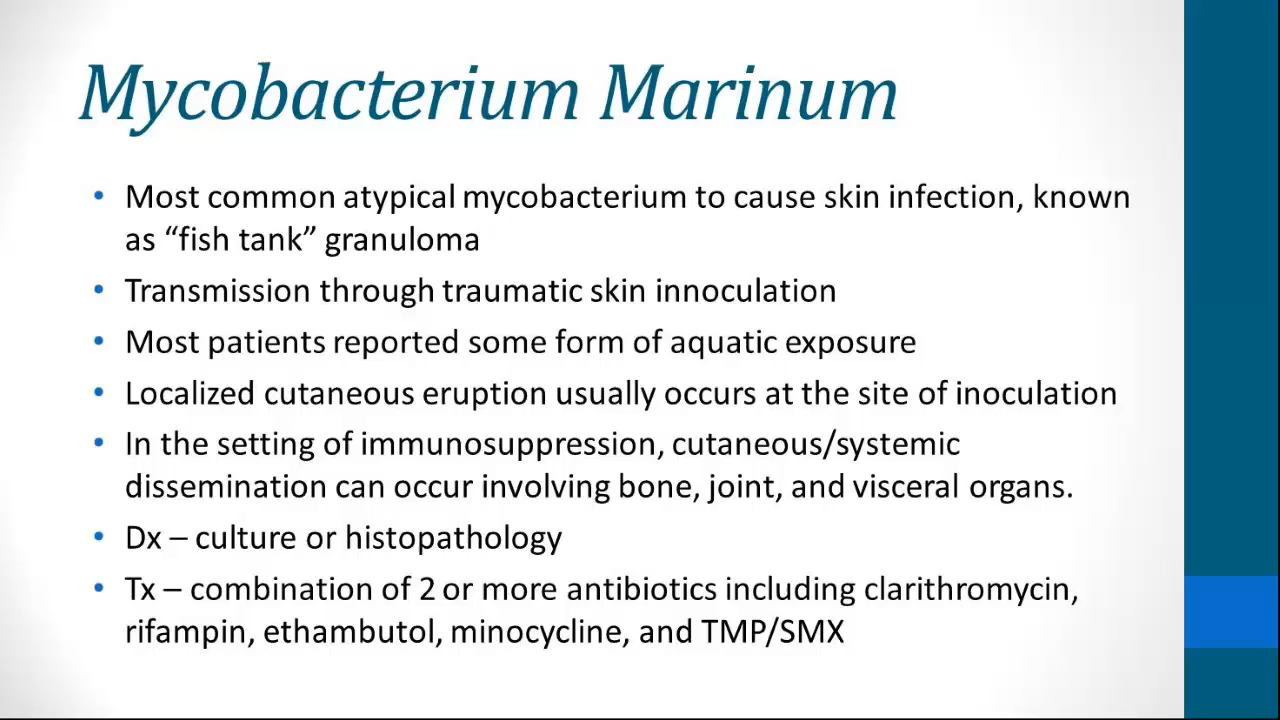 Mycobacterium Marinum
• Most common atypical mycobacterium to cause skin infection, known
as “fish tank” granuloma
• Transmission through traumatic skin innoculation
• Most patients reported some form of aquatic exposure
• Localized cutaneous eruption usually occurs at the site of inoculation
• In the setting of immunosuppression, cutaneous/systemic
dissemination can occur involving bone, joint, and visceral organs.
• Dx – culture or histopathology
• Tx – combination of 2 or more antibiotics including clarithromycin,
rifampin, ethambutol, minocycline, and TMP/SMX